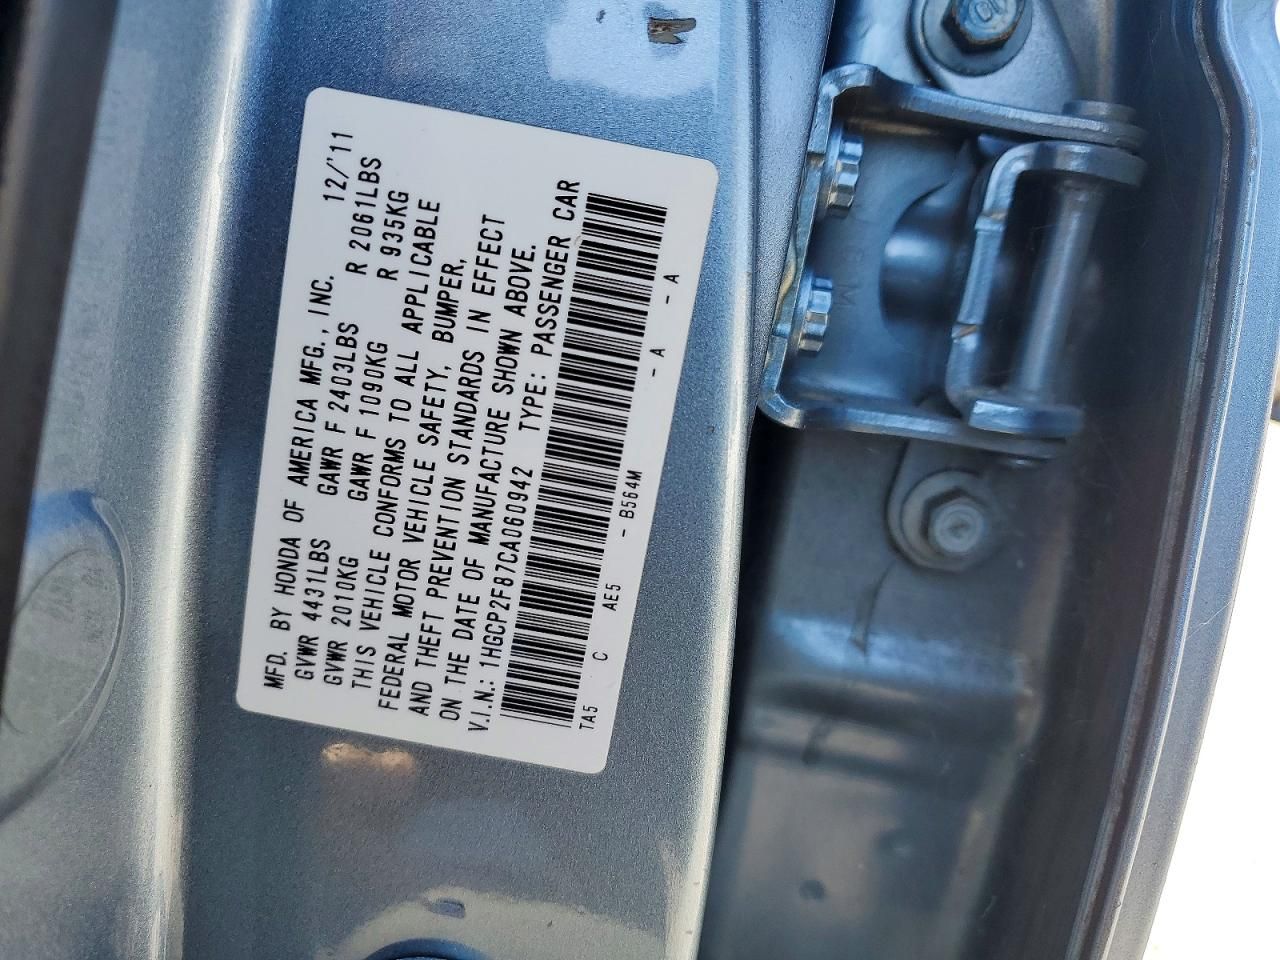 MFD. BY HONDA OF AMERICA MFG., INC. 12/'11
GVWR 4431LBS GAWR F 2403LBS R 2061LBS
GVWR 2010KG GAWR F 1090KG R 935KG
THIS VEHICLE CONFORMS TO ALL APPLICABLE
FEDERAL MOTOR VEHICLE SAFETY, BUMPER,
AND THEFT PREVENTION STANDARDS IN EFFECT
ON THE DATE OF MANUFACTURE SHOWN ABOVE.
V.I.N.: 1HGCP2F87CA060942 TYPE: PASSENGER CAR
TA5 C AE5 - B564M - A - A